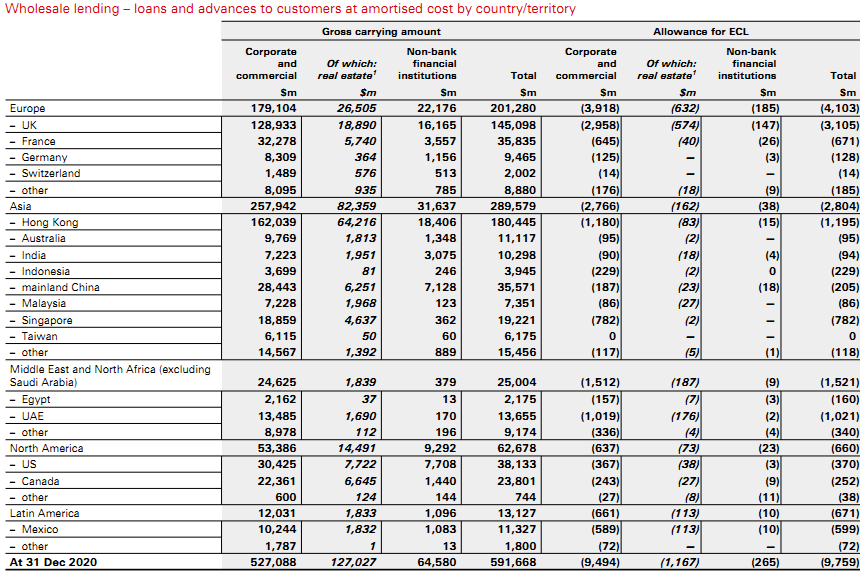 Wholesale lending – loans and advances to customers at amortised cost by country/territory
Gross carrying amount Allowance for ECL
Corporate and commercial Of which: real estate¹ Non-bank financial institutions Total Corporate and commercial Of which: real estate¹ Non-bank financial institutions Total
$m $m $m $m $m $m $m $m
Europe 179,104 26,505 22,176 201,280 (3,918) (632) (185) (4,103)
– UK 128,933 18,890 16,165 145,098 (2,958) (574) (147) (3,105)
– France 32,278 5,740 3,557 35,835 (645) (40) (26) (671)
– Germany 8,309 364 1,156 9,465 (125) – (3) (128)
– Switzerland 1,489 576 513 2,002 (14) – – (14)
– other 8,095 935 785 8,880 (176) (18) (9) (185)
Asia 257,942 82,359 31,637 289,579 (2,766) (162) (38) (2,804)
– Hong Kong 162,039 64,216 18,406 180,445 (1,180) (83) (15) (1,195)
– Australia 9,769 1,813 1,348 11,117 (95) (2) – (95)
– India 7,223 1,951 3,075 10,298 (90) (18) (4) (94)
– Indonesia 3,699 81 246 3,945 (229) (2) 0 (229)
– mainland China 28,443 6,251 7,128 35,571 (187) (23) (18) (205)
– Malaysia 7,228 1,968 123 7,351 (86) (27) – (86)
– Singapore 18,859 4,637 362 19,221 (782) (2) – (782)
– Taiwan 6,115 50 60 6,175 0 – – 0
– other 14,567 1,392 889 15,456 (117) (5) (1) (118)
Middle East and North Africa (excluding
Saudi Arabia) 24,625 1,839 379 25,004 (1,512) (187) (9) (1,521)
– Egypt 2,162 37 13 2,175 (157) (7) (3) (160)
– UAE 13,485 1,690 170 13,655 (1,019) (176) (2) (1,021)
– other 8,978 112 196 9,174 (336) (4) (4) (340)
North America 53,386 14,491 9,292 62,678 (637) (73) (23) (660)
– US 30,425 7,722 7,708 38,133 (367) (38) (3) (370)
– Canada 22,361 6,645 1,440 23,801 (243) (27) (9) (252)
– other 600 124 144 744 (27) (8) (11) (38)
Latin America 12,031 1,833 1,096 13,127 (661) (113) (10) (671)
– Mexico 10,244 1,832 1,083 11,327 (589) (113) (10) (599)
– other 1,787 1 13 1,800 (72) – – (72)
At 31 Dec 2020 527,088 127,027 64,580 591,668 (9,494) (1,167) (265) (9,759)